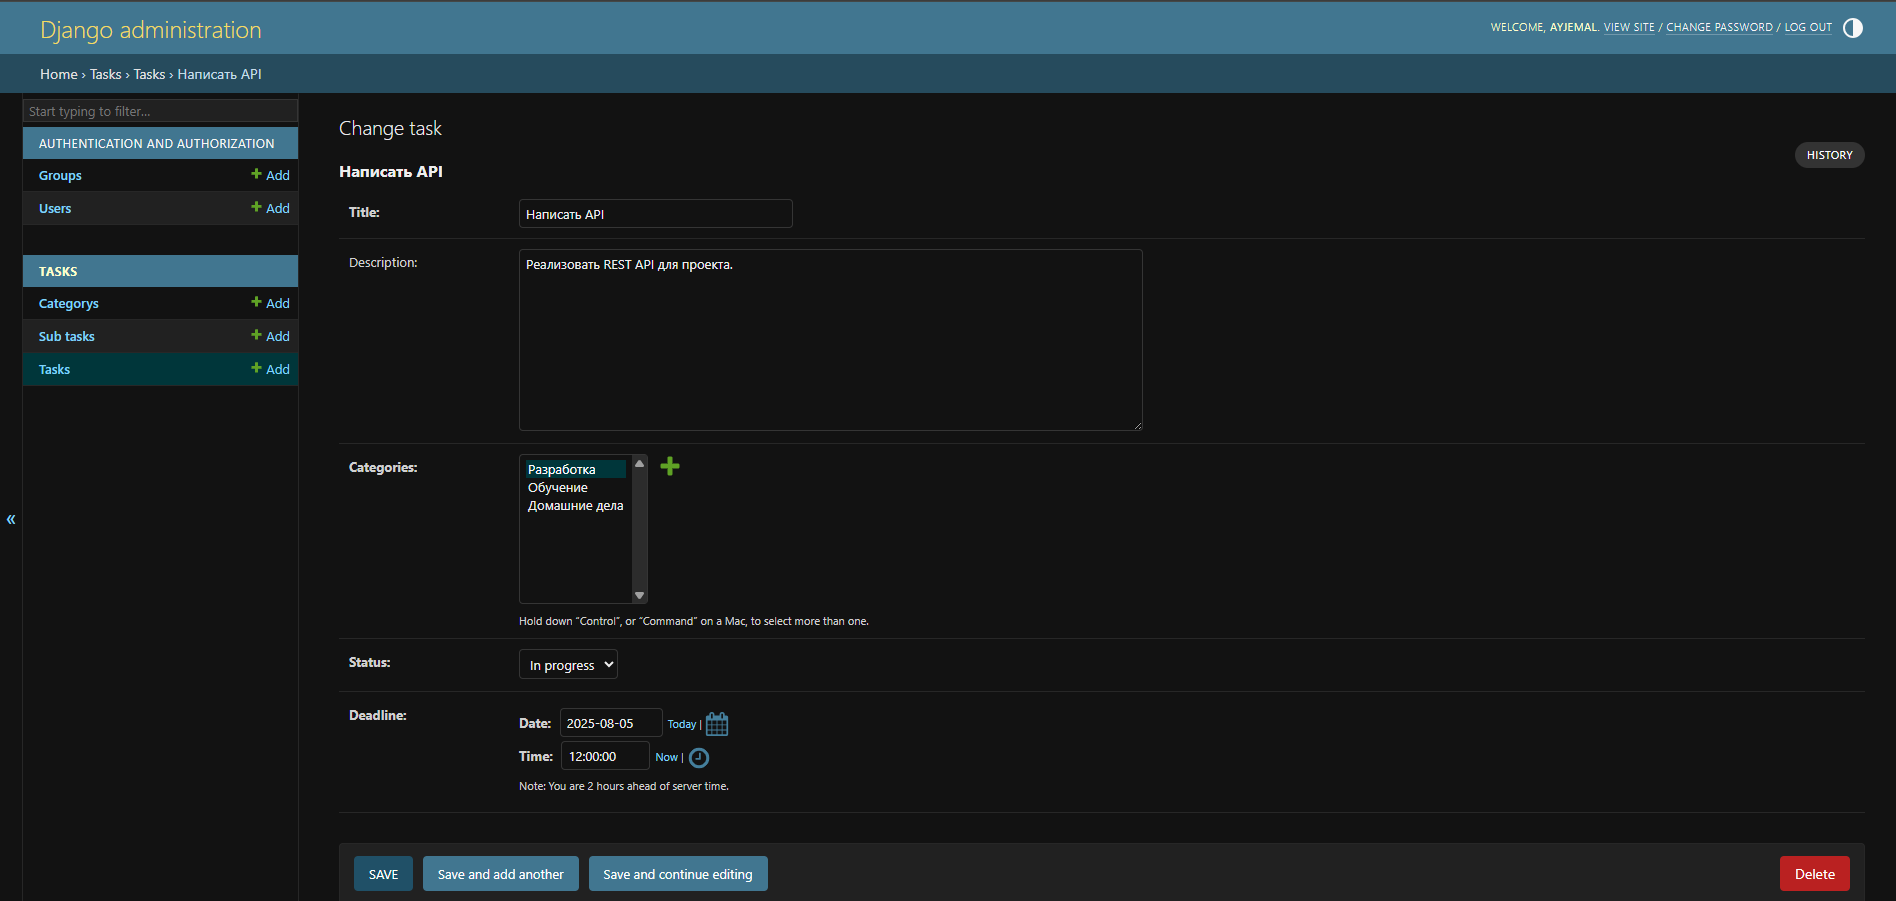 Django administration
WELCOME, AYJEMAL. VIEW SITE / CHANGE PASSWORD / LOG OUT
Home › Tasks › Tasks › Написать API
Start typing to filter...
AUTHENTICATION AND AUTHORIZATION
Groups + Add
Users + Add
TASKS
Categorys + Add
Sub tasks + Add
Tasks + Add
«
Change task
HISTORY
Написать API
Title: Написать API
Description: Реализовать REST API для проекта.
Categories: Разработка
Обучение
Домашние дела
Hold down “Control”, or “Command” on a Mac, to select more than one.
Status: In progress
Deadline: Date: 2025-08-05 Today |
Time: 12:00:00 Now |
Note: You are 2 hours ahead of server time.
SAVE Save and add another Save and continue editing Delete